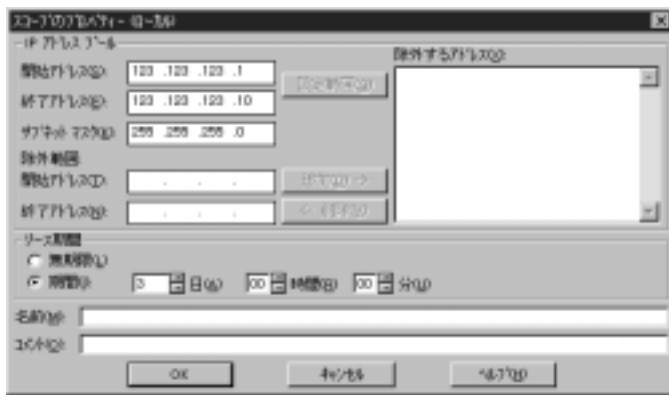 スコープのプロパティ - ローカル
IP アドレス プール
開始アドレス(S):
123 .123 .123 .1
終了アドレス(E):
123 .123 .123 .10
サブネット マスク(K):
255 .255 .255 .0
除外するアドレス(X):
除外範囲:
開始アドレス(T):
終了アドレス(N):
リース期間
無期限(L)
期間(I):
3 日(A) 00 時間(R) 00 分(U)
名前(M):
コメント(C):
OK キャンセル ヘルプ(H)